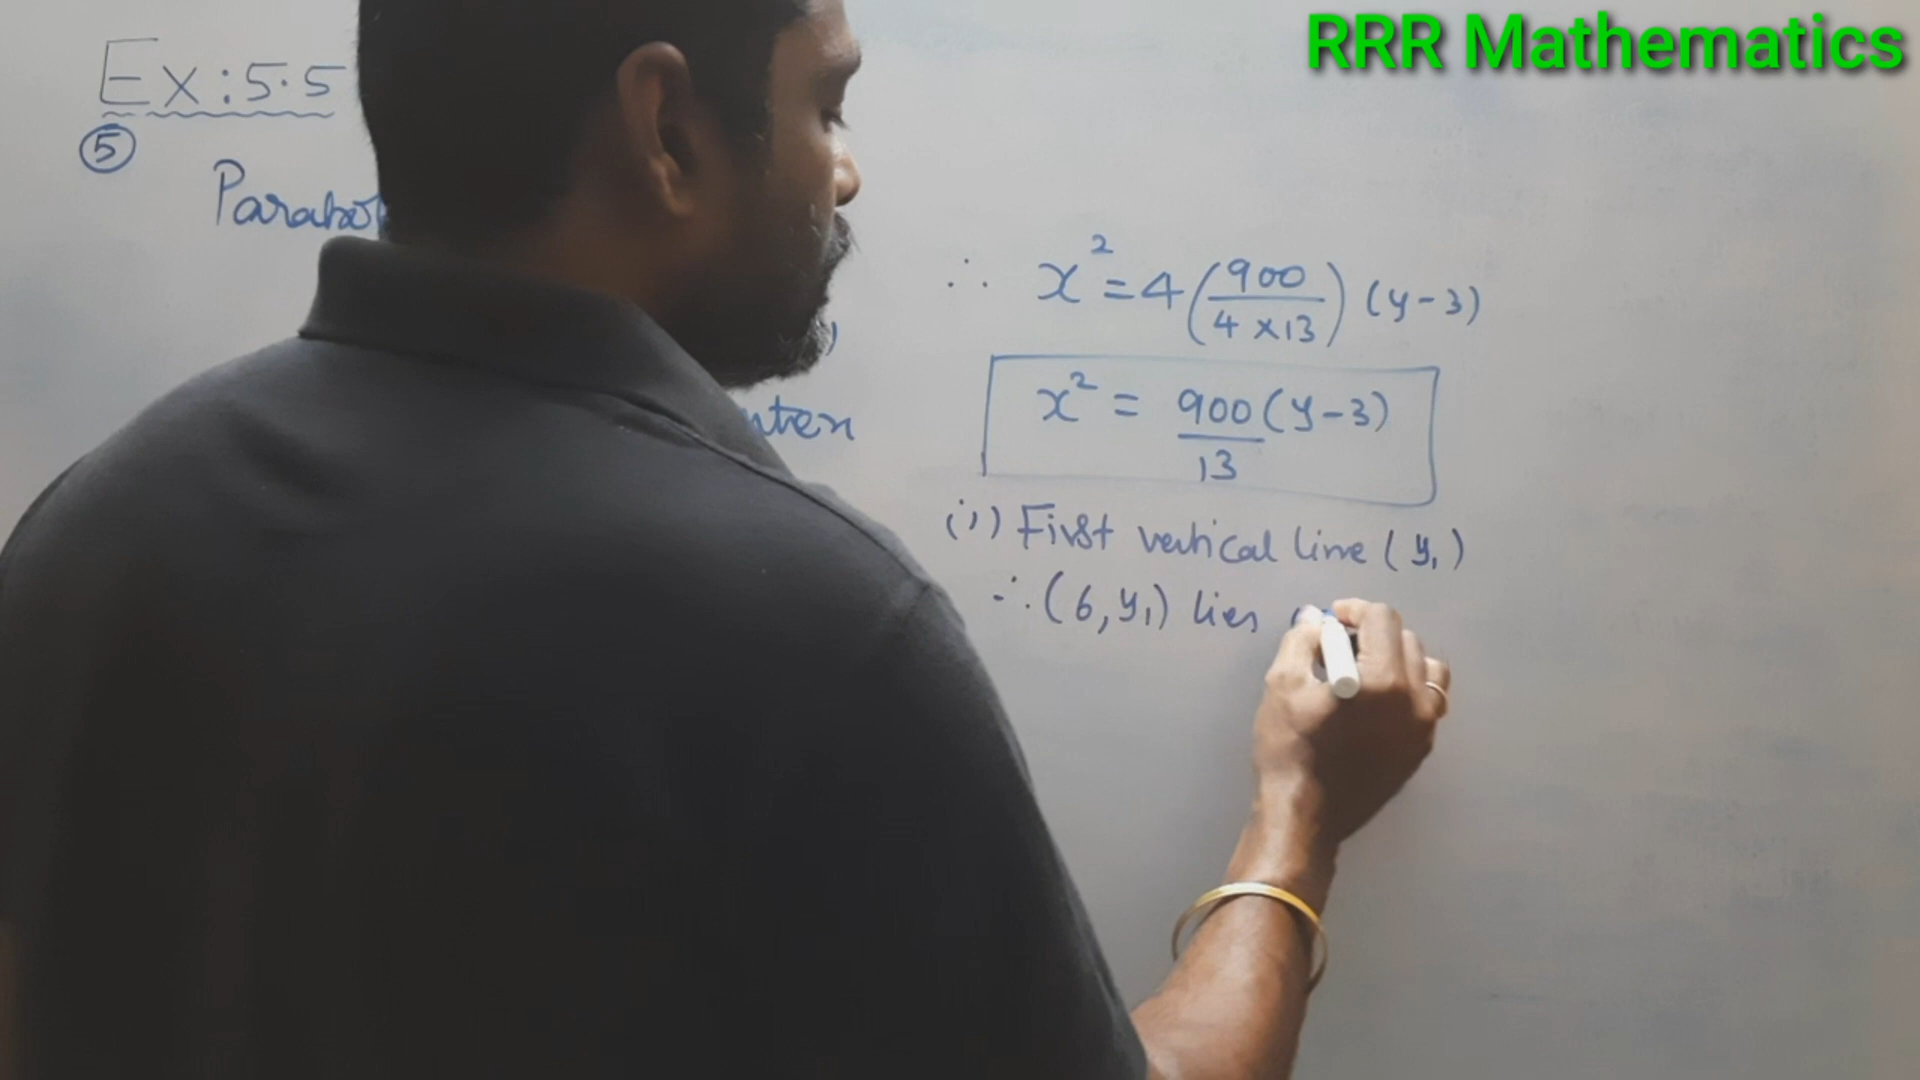 RRR Mathematics
Ex:5.5
⑤
∴ x² = 4 (900 / 4 × 13) (y-3)
x² = 900/13 (y-3)
(i) First vertical line (y₁)
∴ (6, y₁) lies